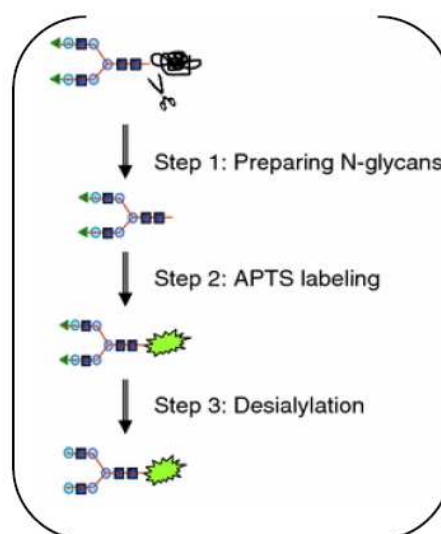 Step 1: Preparing N-glycans
Step 2: APTS labeling
Step 3: Desialylation